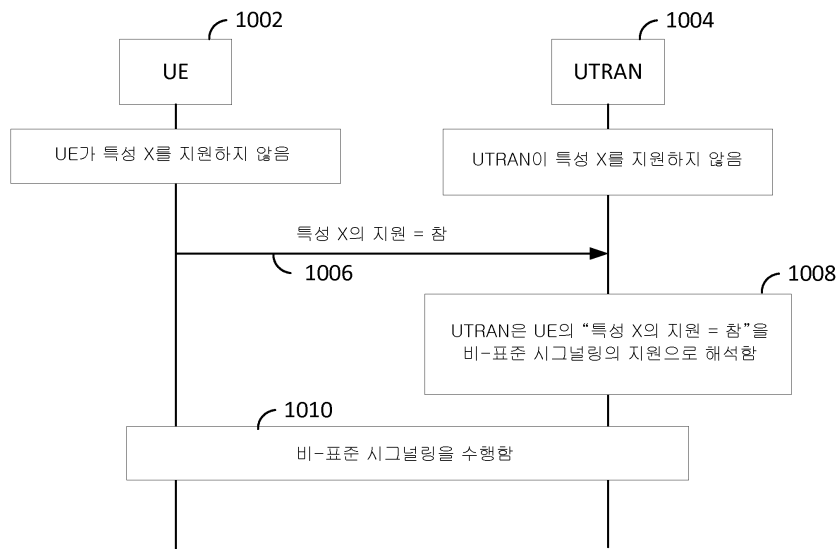 1002
1004
UE
UTRAN
UE가 특성 X를 지원하지 않음
UTRAN이 특성 X를 지원하지 않음
특성 X의 지원 = 참
1006
1008
UTRAN은 UE의 “특성 X의 지원 = 참”을
비-표준 시그널링의 지원으로 해석함
1010
비-표준 시그널링을 수행함